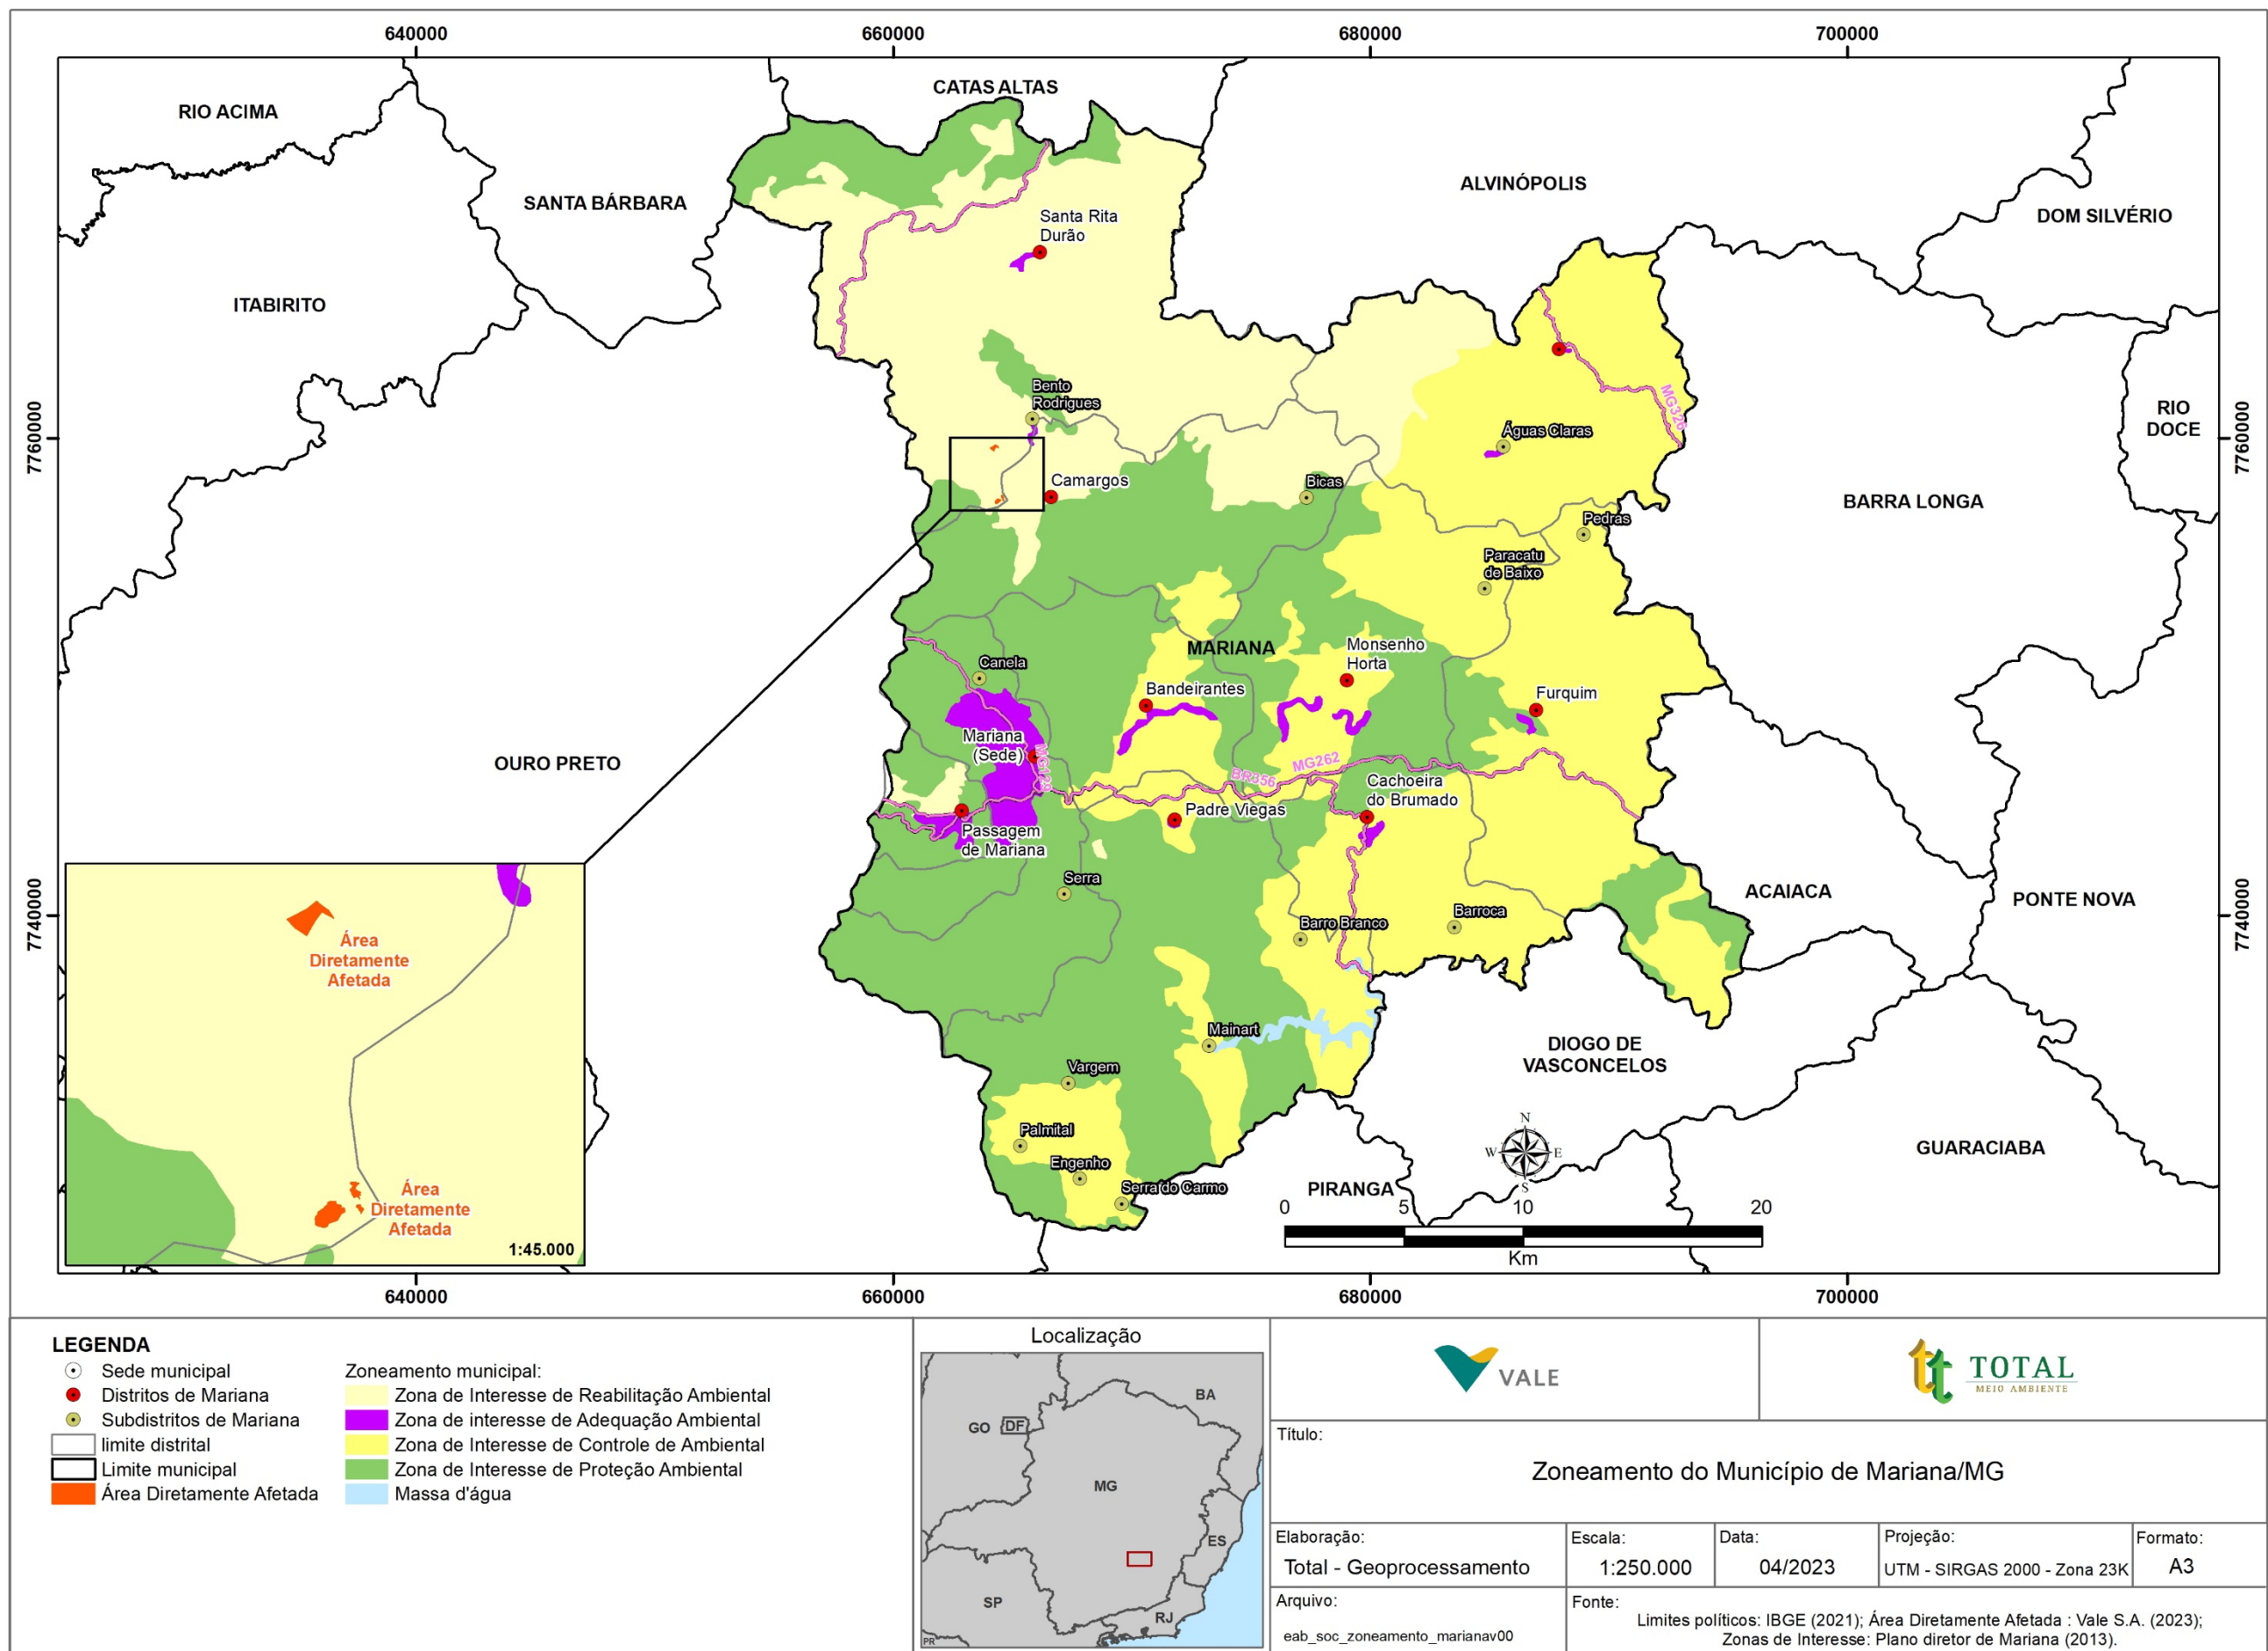 640000
660000
680000
700000
CATAS ALTAS
RIO ACIMA
SANTA BÁRBARA
ALVINÓPOLIS
DOM SILVÉRIO
Santa Rita
Durão
ITABIRITO
Bento
Rodrigues
MG326
RIO
DOCE
7760000
7760000
Águas Claras
Camargos
Bicas
BARRA LONGA
Pedras
Paracatu
de Baixo
MARIANA
Monsenho
Horta
Canela
Bandeirantes
Furquim
Mariana
(Sede)
MG129
OURO PRETO
MG262
BR356
Cachoeira
do Brumado
Padre Viegas
Passagem
de Mariana
Serra
ACAIACA
PONTE NOVA
7740000
7740000
Barro Branco
Barroca
Área
Diretamente
Afetada
Mainart
DIOGO DE
VASCONCELOS
Vargem
N
W
E
S
Palmital
GUARACIABA
Engenho
Serra do Carmo
PIRANGA
Área
Diretamente
Afetada
1:45.000
0
5
10
20
Km
640000
660000
680000
700000
LEGENDA
Sede municipal
Distritos de Mariana
Subdistritos de Mariana
limite distrital
Limite municipal
Área Diretamente Afetada
Zoneamento municipal:
Zona de Interesse de Reabilitação Ambiental
Zona de interesse de Adequação Ambiental
Zona de Interesse de Controle de Ambiental
Zona de Interesse de Proteção Ambiental
Massa d'água
Localização
BA
GO
DF
MG
ES
SP
RJ
PR
VALE
tt TOTAL
MEIO AMBIENTE
Título:
Zoneamento do Município de Mariana/MG
Elaboração:
Total - Geoprocessamento
Escala:
1:250.000
Data:
04/2023
Projeção:
UTM - SIRGAS 2000 - Zona 23K
Formato:
A3
Arquivo:
eab_soc_zoneamento_marianav00
Fonte:
Limites políticos: IBGE (2021); Área Diretamente Afetada : Vale S.A. (2023);
Zonas de Interesse: Plano diretor de Mariana (2013).